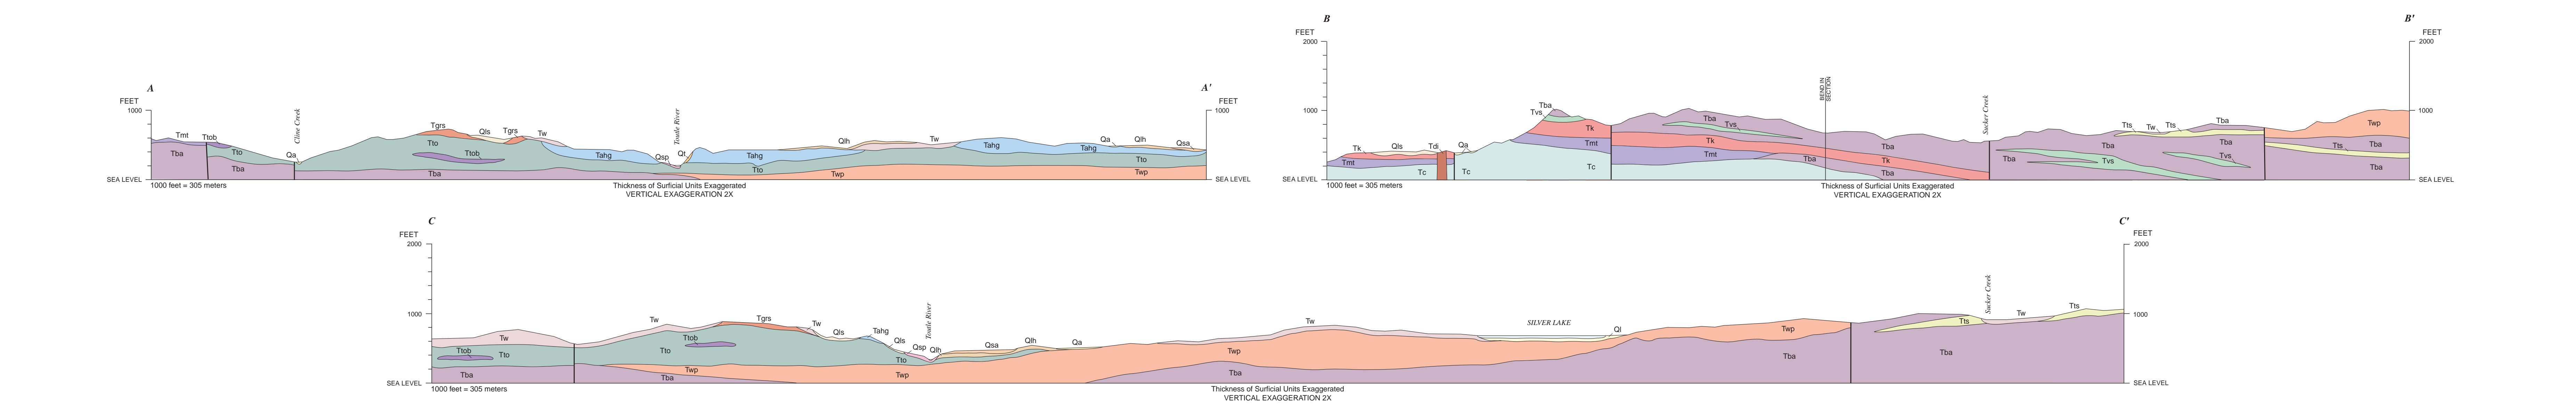 B
B′
FEET
FEET
2000
2000
A
A′
BEND IN
SECTION
FEET
FEET
1000
1000
1000
1000
Cline Creek
Toutle River
Sucker Creek
Tba
Tvs
Tmt
Ttob
Tgrs
Qls
Tgrs
Tw
Qlh
Tw
Qa
Qlh
Qsa
Tto
Tto
Ttob
Tba
Tba
Qa
Tba
Tahg
Qsp
Qt
Tahg
Tto
Twp
Tahg
Tahg
Tto
Twp
Tk
Qls
Tdi
Qa
Tmt
Tc
Tc
Tk
Tmt
Tc
Tba
Tvs
Tk
Tmt
Tba
Tba
Tk
Tba
Tts
Tw
Tts
Tba
Tba
Tvs
Tba
Tvs
Twp
Tba
Tts
Tba
SEA LEVEL
SEA LEVEL
SEA LEVEL
SEA LEVEL
1000 feet = 305 meters
Thickness of Surficial Units Exaggerated
VERTICAL EXAGGERATION 2X
1000 feet = 305 meters
Thickness of Surficial Units Exaggerated
VERTICAL EXAGGERATION 2X
C
C′
FEET
FEET
2000
2000
1000
1000
Toutle River
Sucker Creek
Tw
Ttob
Tto
Tba
Tw
Tgrs
Tw
Ttob
Tto
Twp
Tba
Qls
Tahg
Qls
Qsp
Qlh
Tto
Twp
Qsa
Qlh
Qa
Tw
Twp
Tba
SILVER LAKE
Ql
Twp
Tba
Tba
Tts
Tw
Tts
SEA LEVEL
SEA LEVEL
1000 feet = 305 meters
Thickness of Surficial Units Exaggerated
VERTICAL EXAGGERATION 2X